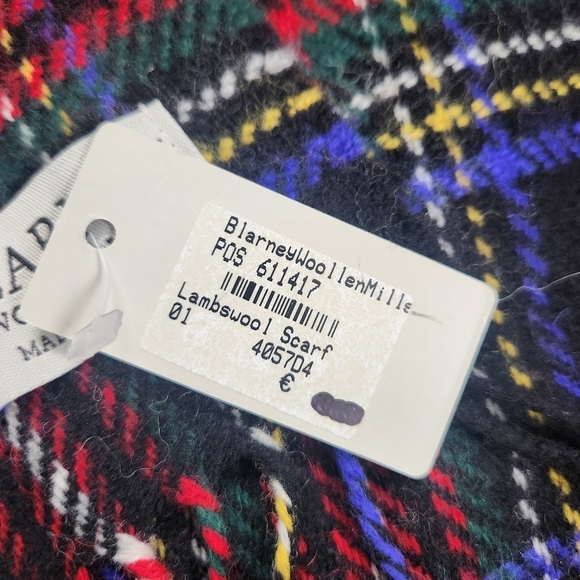 BlarneyWoollenMills
POS 611417
Lambswool Scarf
01 4057D4
€